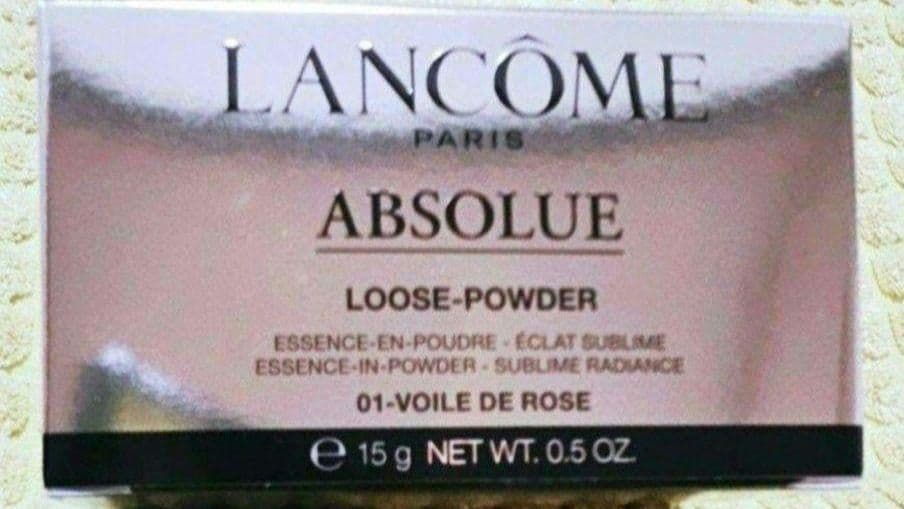 LANCÔME
PARIS
ABSOLUE
LOOSE-POWDER
ESSENCE-EN-POUDRE - ÉCLAT SUBLIME
ESSENCE-IN-POWDER - SUBLIME RADIANCE
01-VOILE DE ROSE
℮ 15 g NET WT. 0.5 OZ.